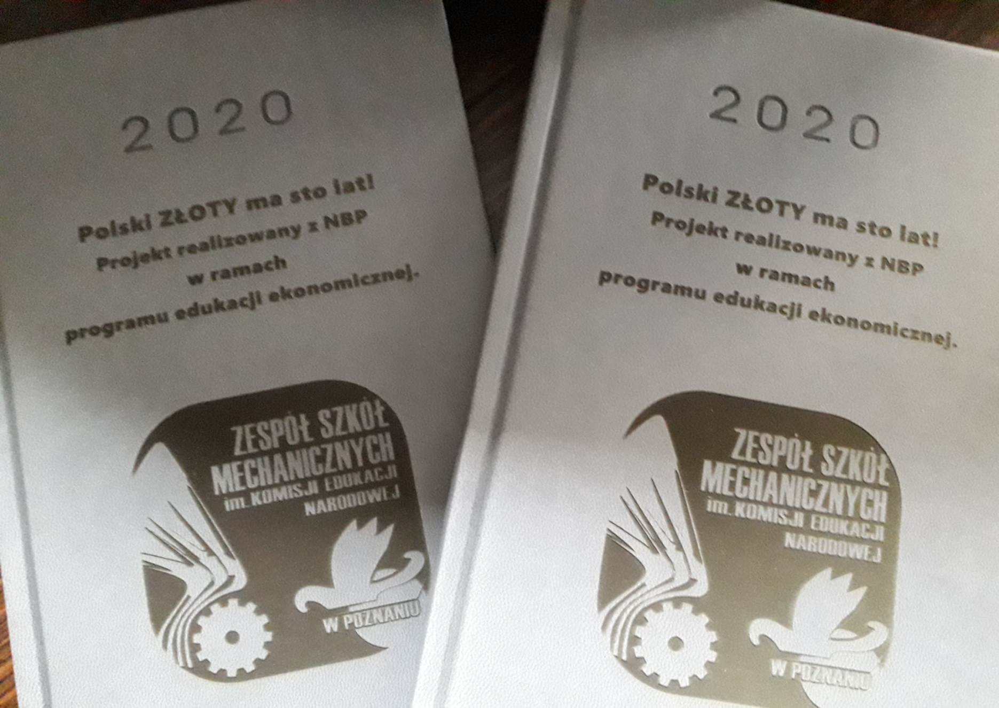 2020
Polski ZŁOTY ma sto lat!
Projekt realizowany z NBP
w ramach
programu edukacji ekonomicznej.
ZESPÓŁ SZKÓŁ
MECHANICZNYCH
im. KOMISJI EDUKACJI
NARODOWEJ
W POZNANIU
2020
Polski ZŁOTY ma sto lat!
Projekt realizowany z NBP
w ramach
programu edukacji ekonomicznej.
ZESPÓŁ SZKÓŁ
MECHANICZNYCH
im. KOMISJI EDUKACJI
NARODOWEJ
W POZNANIU